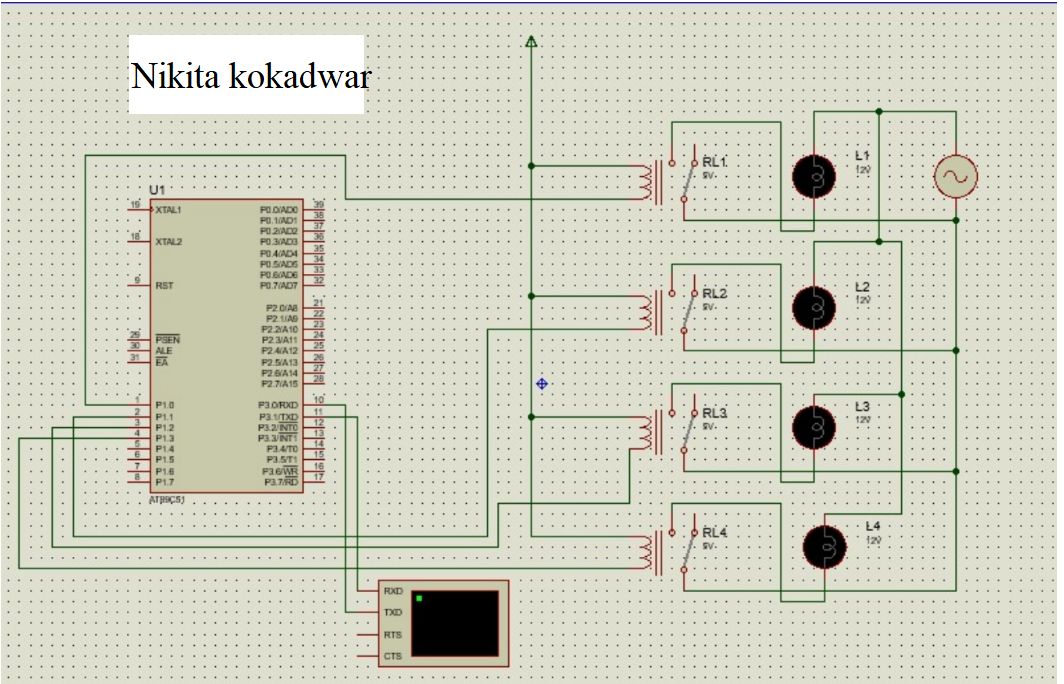 Nikita kokadwar
U1
19 XTAL1
18 XTAL2
9 RST
29 PSEN
30 ALE
31 EA
1 P1.0
2 P1.1
3 P1.2
4 P1.3
5 P1.4
6 P1.5
7 P1.6
8 P1.7
P0.0/AD0 39
P0.1/AD1 38
P0.2/AD2 37
P0.3/AD3 36
P0.4/AD4 35
P0.5/AD5 34
P0.6/AD6 33
P0.7/AD7 32
P2.0/A8 21
P2.1/A9 22
P2.2/A10 23
P2.3/A11 24
P2.4/A12 25
P2.5/A13 26
P2.6/A14 27
P2.7/A15 28
P3.0/RXD 10
P3.1/TXD 11
P3.2/INT0 12
P3.3/INT1 13
P3.4/T0 14
P3.5/T1 15
P3.6/WR 16
P3.7/RD 17
AT89C51
RL1
5V
L1
12V
RL2
5V
L2
12V
RL3
5V
L3
12V
RL4
5V
L4
12V
RXD
TXD
RTS
CTS